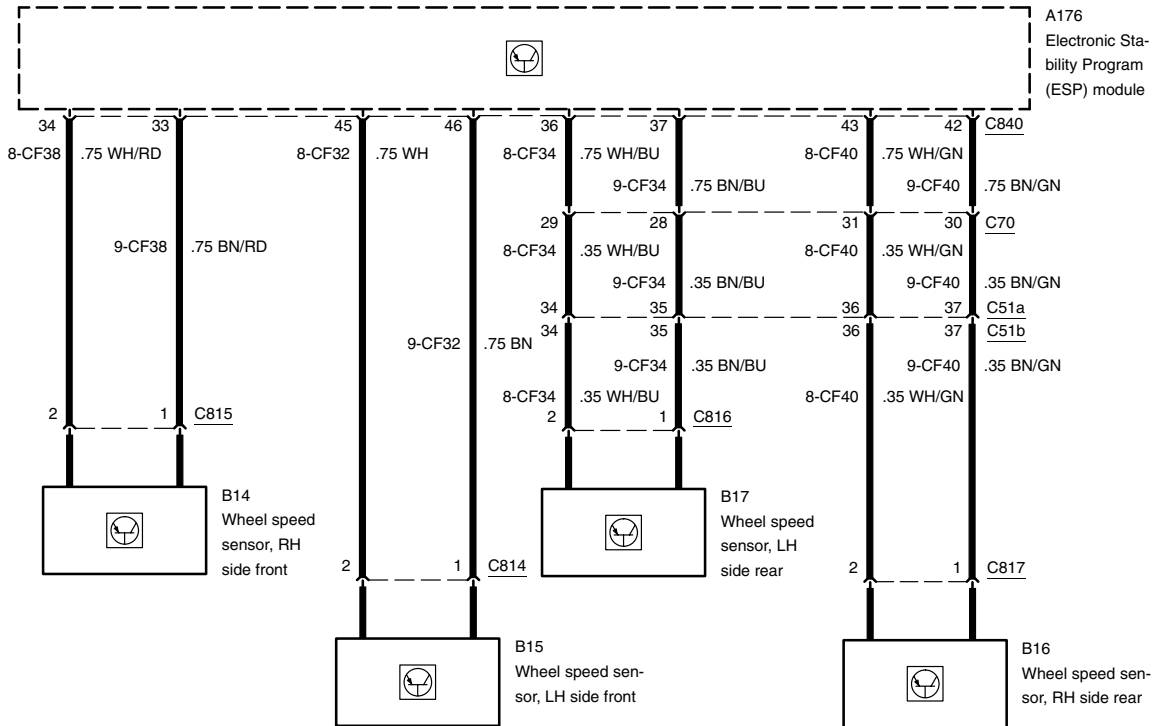 A176
Electronic Sta-
bility Program
(ESP) module
34 33 45 46 36 37 43 42 C840
8-CF38 .75 WH/RD 8-CF32 .75 WH 8-CF34 .75 WH/BU 8-CF40 .75 WH/GN
9-CF34 .75 BN/BU 9-CF40 .75 BN/GN
29 28 31 30 C70
9-CF38 .75 BN/RD 8-CF34 .35 WH/BU 8-CF40 .35 WH/GN
9-CF34 .35 BN/BU 9-CF40 .35 BN/GN
34 35 36 37 C51a
34 35 36 37 C51b
9-CF32 .75 BN
9-CF34 .35 BN/BU 9-CF40 .35 BN/GN
8-CF34 .35 WH/BU 8-CF40 .35 WH/GN
2 1 C815 2 1 C816
B14
Wheel speed
sensor, RH
side front
B17
Wheel speed
sensor, LH
side rear
2 1 C814 2 1 C817
B15
Wheel speed sen-
sor, LH side front
B16
Wheel speed sen-
sor, RH side rear